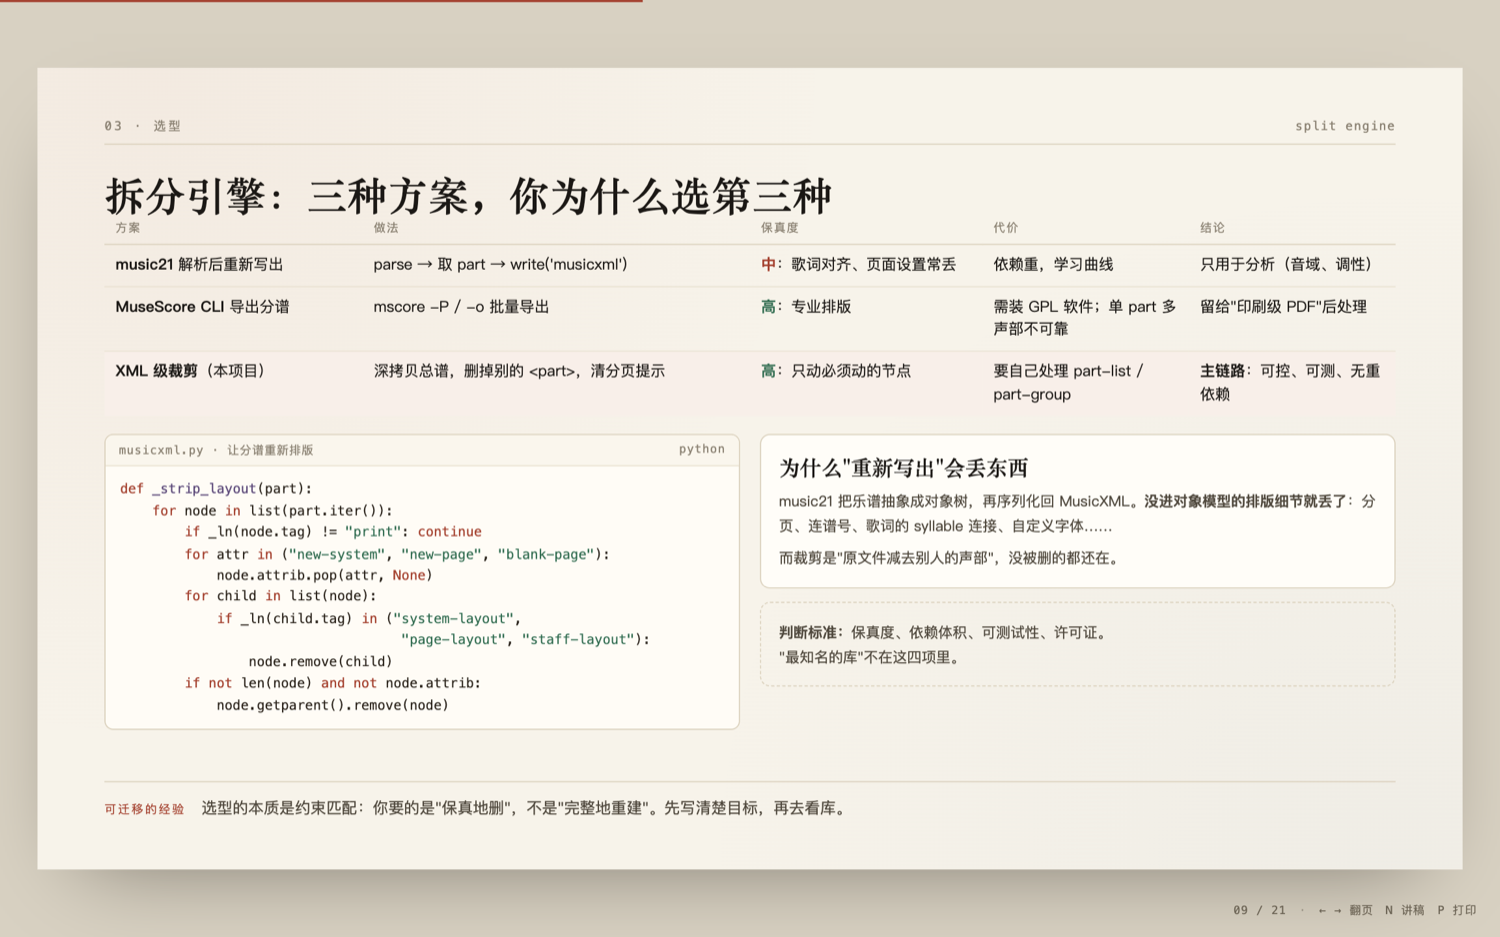 03 · 选型
split engine
拆分引擎：三种方案，你为什么选第三种
方案 做法 保真度 代价 结论
music21 解析后重新写出 parse → 取 part → write('musicxml') 中：歌词对齐、页面设置常丢 依赖重，学习曲线 只用于分析（音域、调性）
MuseScore CLI 导出分谱 mscore -P / -o 批量导出 高：专业排版 需装 GPL 软件；单 part 多 留给"印刷级 PDF"后处理
声部不可靠
XML 级裁剪（本项目） 深拷贝总谱，删掉别的 <part>，清分页提示 高：只动必须动的节点 要自己处理 part-list / 主链路：可控、可测、无重
part-group 依赖
musicxml.py · 让分谱重新排版 python
def _strip_layout(part):
    for node in list(part.iter()):
        if _ln(node.tag) != "print": continue
        for attr in ("new-system", "new-page", "blank-page"):
            node.attrib.pop(attr, None)
        for child in list(node):
            if _ln(child.tag) in ("system-layout",
                                   "page-layout", "staff-layout"):
                node.remove(child)
        if not len(node) and not node.attrib:
            node.getparent().remove(node)
为什么"重新写出"会丢东西
music21 把乐谱抽象成对象树，再序列化回 MusicXML。没进对象模型的排版细节就丢了：分
页、连谱号、歌词的 syllable 连接、自定义字体……
而裁剪是"原文件减去别人的声部"，没被删的都还在。
判断标准：保真度、依赖体积、可测试性、许可证。
"最知名的库"不在这四项里。
可迁移的经验 选型的本质是约束匹配：你要的是"保真地删"，不是"完整地重建"。先写清楚目标，再去看库。
09 / 21 · ← → 翻页 N 讲稿 P 打印